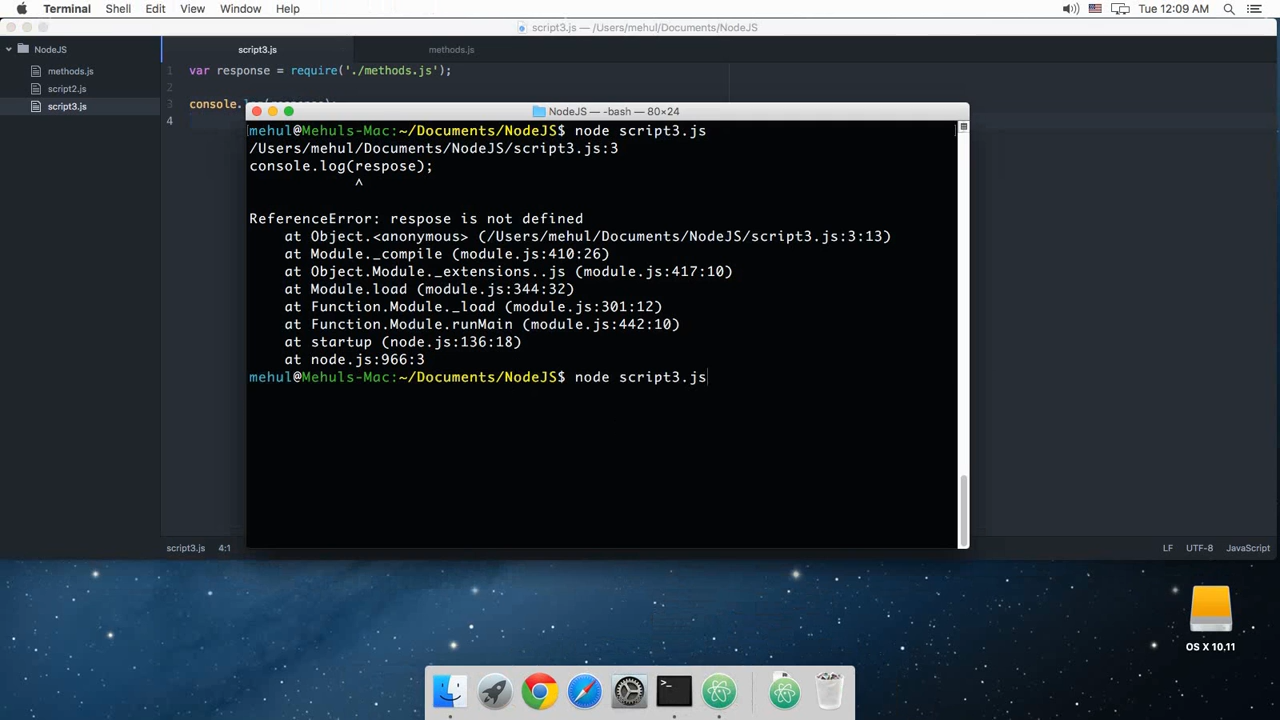 Terminal Shell Edit View Window Help Tue 12:09 AM
script3.js — /Users/mehul/Documents/NodeJS
NodeJS
methods.js
script2.js
script3.js
script3.js methods.js
1 var response = require('./methods.js');
2
3 console.
4
NodeJS — -bash — 80×24
mehul@Mehuls-Mac:~/Documents/NodeJS$ node script3.js
/Users/mehul/Documents/NodeJS/script3.js:3
console.log(respose);
^
ReferenceError: respose is not defined
at Object.<anonymous> (/Users/mehul/Documents/NodeJS/script3.js:3:13)
at Module._compile (module.js:410:26)
at Object.Module._extensions..js (module.js:417:10)
at Module.load (module.js:344:32)
at Function.Module._load (module.js:301:12)
at Function.Module.runMain (module.js:442:10)
at startup (node.js:136:18)
at node.js:966:3
mehul@Mehuls-Mac:~/Documents/NodeJS$ node script3.js
script3.js 4:1 LF UTF-8 JavaScript
OS X 10.11